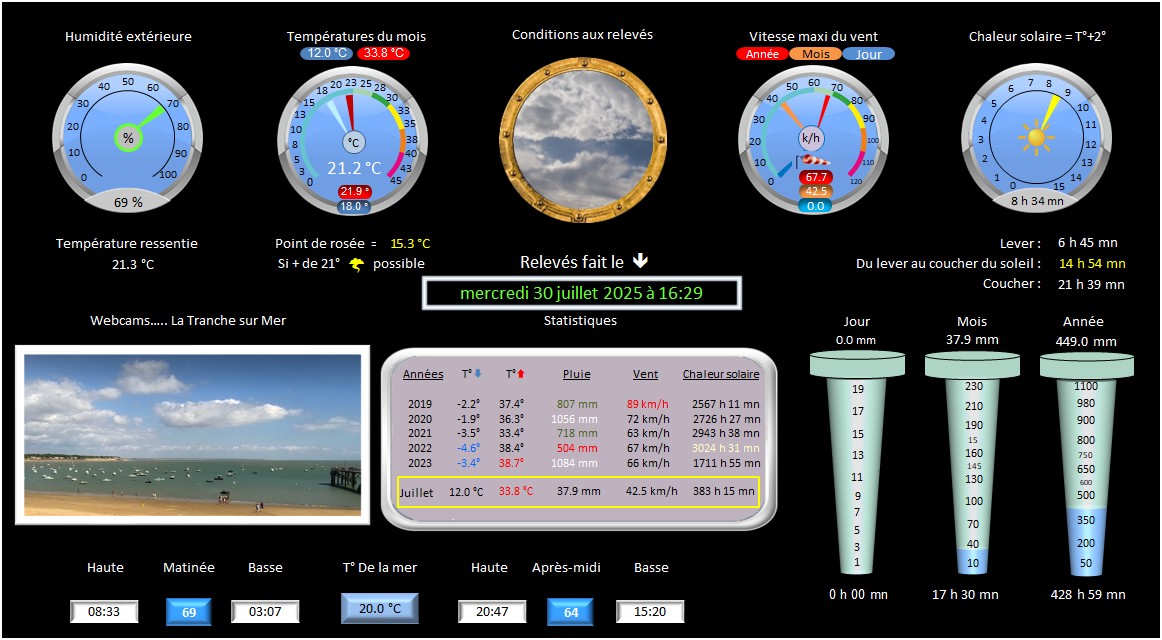 Humidité extérieure
Températures du mois
Conditions aux relevés
Vitesse maxi du vent
Chaleur solaire = T°+2°
12.0 °C 33.8 °C
Année Mois Jour
0 10 20 30 40 50 60 70 80 90 100
%
69 %
0 3 5 8 10 13 15 18 20 23 25 28 30 33 35 38 40 43 45
°C
21.2 °C
21.9 °
18.0 °
0 10 20 30 40 50 60 70 80 90 100 110 120
k/h
67.7
42.5
0.0
0 1 2 3 4 5 6 7 8 9 10 11 12 13 14 15
8 h 34 mn
Température ressentie
21.3 °C
Point de rosée = 15.3 °C
Si + de 21° possible
Relevés fait le
mercredi 30 juillet 2025 à 16:29
Lever : 6 h 45 mn
Du lever au coucher du soleil : 14 h 54 mn
Coucher : 21 h 39 mn
Webcams..... La Tranche sur Mer
Statistiques
Années T° T° Pluie Vent Chaleur solaire
2019 -2.2° 37.4° 807 mm 89 km/h 2567 h 11 mn
2020 -1.9° 36.3° 1056 mm 72 km/h 2726 h 27 mn
2021 -3.5° 33.4° 718 mm 63 km/h 2943 h 38 mn
2022 -4.6° 38.4° 504 mm 67 km/h 3024 h 31 mn
2023 -3.4° 38.7° 1084 mm 66 km/h 1711 h 55 mn
Juillet 12.0 °C 33.8 °C 37.9 mm 42.5 km/h 383 h 15 mn
Jour
0.0 mm
19
17
15
13
11
9
7
5
3
1
0 h 00 mn
Mois
37.9 mm
230
210
190
15
160
145
130
100
70
40
10
17 h 30 mn
Année
449.0 mm
1100
980
900
800
750
650
600
500
350
200
50
428 h 59 mn
Haute Matinée Basse T° De la mer Haute Après-midi Basse
08:33 69 03:07 20.0 °C 20:47 64 15:20